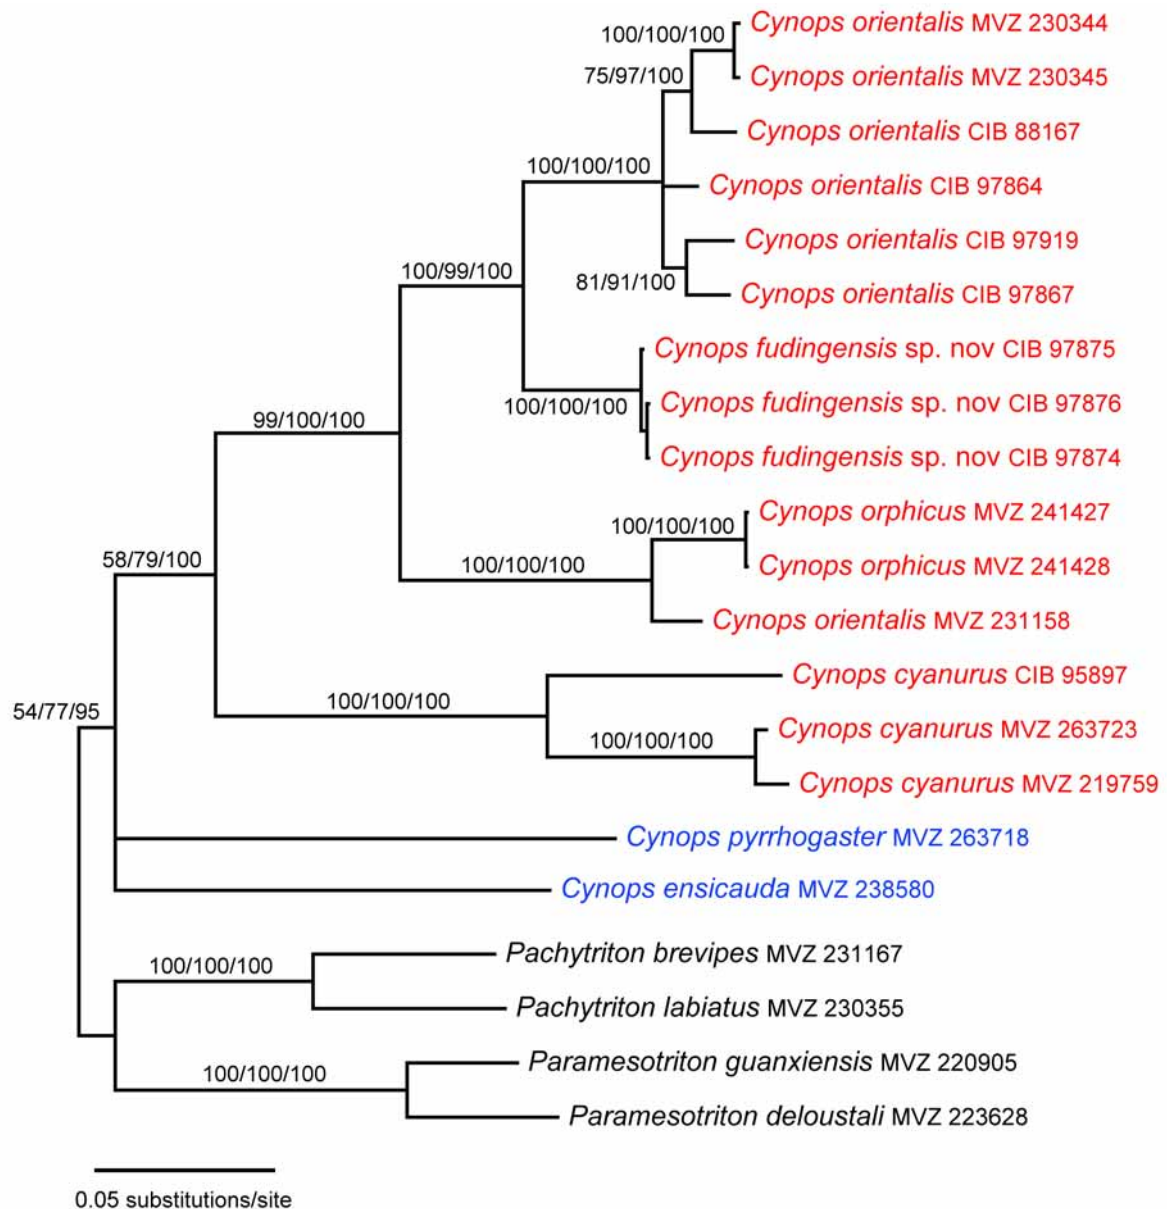 Cynops orientalis MVZ 230344
100/100/100
75/97/100
Cynops orientalis MVZ 230345
Cynops orientalis CIB 88167
100/100/100
Cynops orientalis CIB 97864
Cynops orientalis CIB 97919
100/99/100
81/91/100
Cynops orientalis CIB 97867
Cynops fudingensis sp. nov CIB 97875
100/100/100
Cynops fudingensis sp. nov CIB 97876
99/100/100
Cynops fudingensis sp. nov CIB 97874
Cynops orphicus MVZ 241427
100/100/100
58/79/100
100/100/100
Cynops orphicus MVZ 241428
Cynops orientalis MVZ 231158
Cynops cyanurus CIB 95897
54/77/95
100/100/100
Cynops cyanurus MVZ 263723
100/100/100
Cynops cyanurus MVZ 219759
Cynops pyrrhogaster MVZ 263718
Cynops ensicauda MVZ 238580
Pachytriton brevipes MVZ 231167
100/100/100
Pachytriton labiatus MVZ 230355
Paramesotriton guanxiensis MVZ 220905
100/100/100
Paramesotriton deloustali MVZ 223628
0.05 substitutions/site